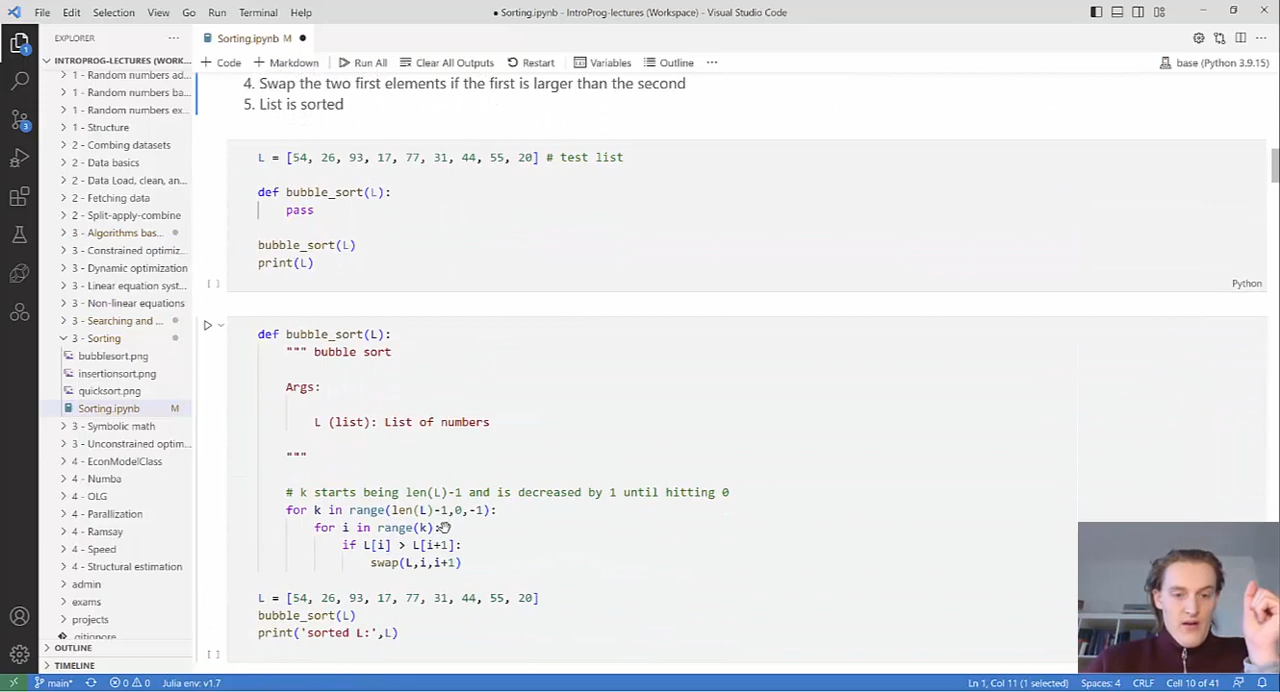 File Edit Selection View Go Run Terminal Help
● Sorting.ipynb - IntroProg-lectures (Workspace) - Visual Studio Code
EXPLORER ···
Sorting.ipynb M ●
INTROPROG-LECTURES (WORK...
1 - Random numbers ad...
1 - Random numbers ba...
1 - Random numbers ex...
1 - Structure
2 - Combing datasets
2 - Data basics
2 - Data Load, clean, an...
2 - Fetching data
2 - Split-apply-combine
3 - Algorithms bas...
3 - Constrained optimiz...
3 - Dynamic optimization
3 - Linear equation syst...
3 - Non-linear equations
3 - Searching and ...
3 - Sorting
bubblesort.png
insertionsort.png
quicksort.png
Sorting.ipynb M
3 - Symbolic math
3 - Unconstrained optim...
4 - EconModelClass
4 - Numba
4 - OLG
4 - Parallization
4 - Ramsay
4 - Speed
4 - Structural estimation
admin
exams
projects
.gitignore
OUTLINE
TIMELINE
+ Code + Markdown Run All Clear All Outputs Restart Variables Outline ··· base (Python 3.9.15)
4. Swap the two first elements if the first is larger than the second
5. List is sorted
L = [54, 26, 93, 17, 77, 31, 44, 55, 20] # test list
def bubble_sort(L):
pass
bubble_sort(L)
print(L)
[ ] Python
def bubble_sort(L):
""" bubble sort
Args:
L (list): List of numbers
"""
# k starts being len(L)-1 and is decreased by 1 until hitting 0
for k in range(len(L)-1,0,-1):
for i in range(k):
if L[i] > L[i+1]:
swap(L,i,i+1)
L = [54, 26, 93, 17, 77, 31, 44, 55, 20]
bubble_sort(L)
print('sorted L:',L)
[ ]
main* 0 0 Julia env: v1.7 Ln 1, Col 11 (1 selected) Spaces: 4 CRLF Cell 10 of 41